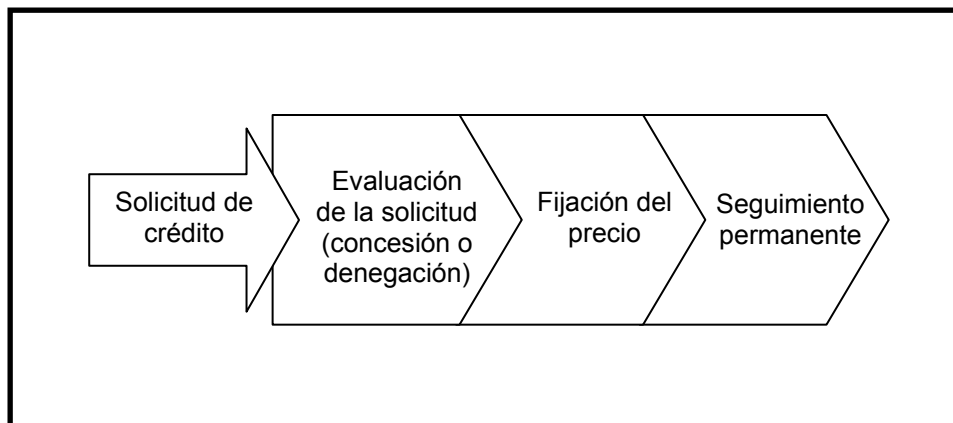 Solicitud de
crédito
Evaluación
de la solicitud
(concesión o
denegación)
Fijación del
precio
Seguimiento
permanente